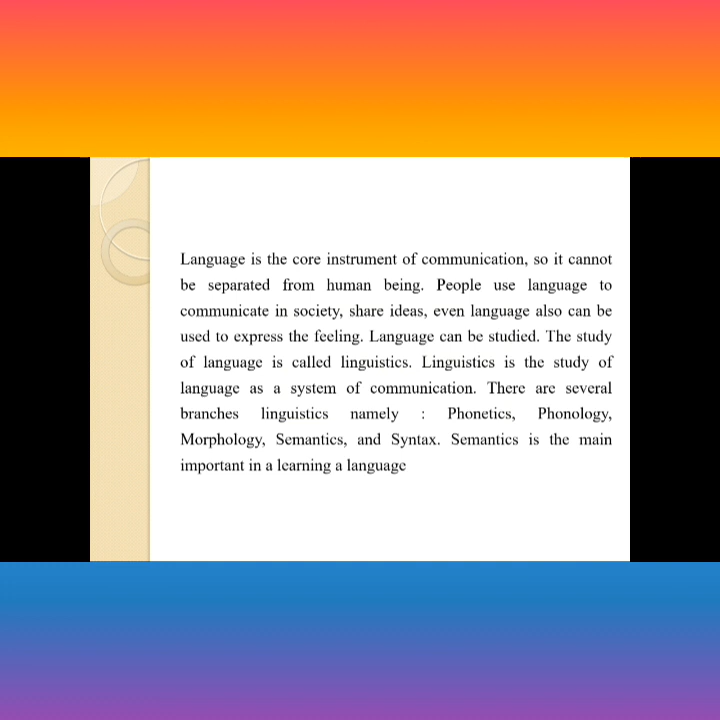 Language is the core instrument of communication, so it cannot
be separated from human being. People use language to
communicate in society, share ideas, even language also can be
used to express the feeling. Language can be studied. The study
of language is called linguistics. Linguistics is the study of
language as a system of communication. There are several
branches linguistics namely : Phonetics, Phonology,
Morphology, Semantics, and Syntax. Semantics is the main
important in a learning a language